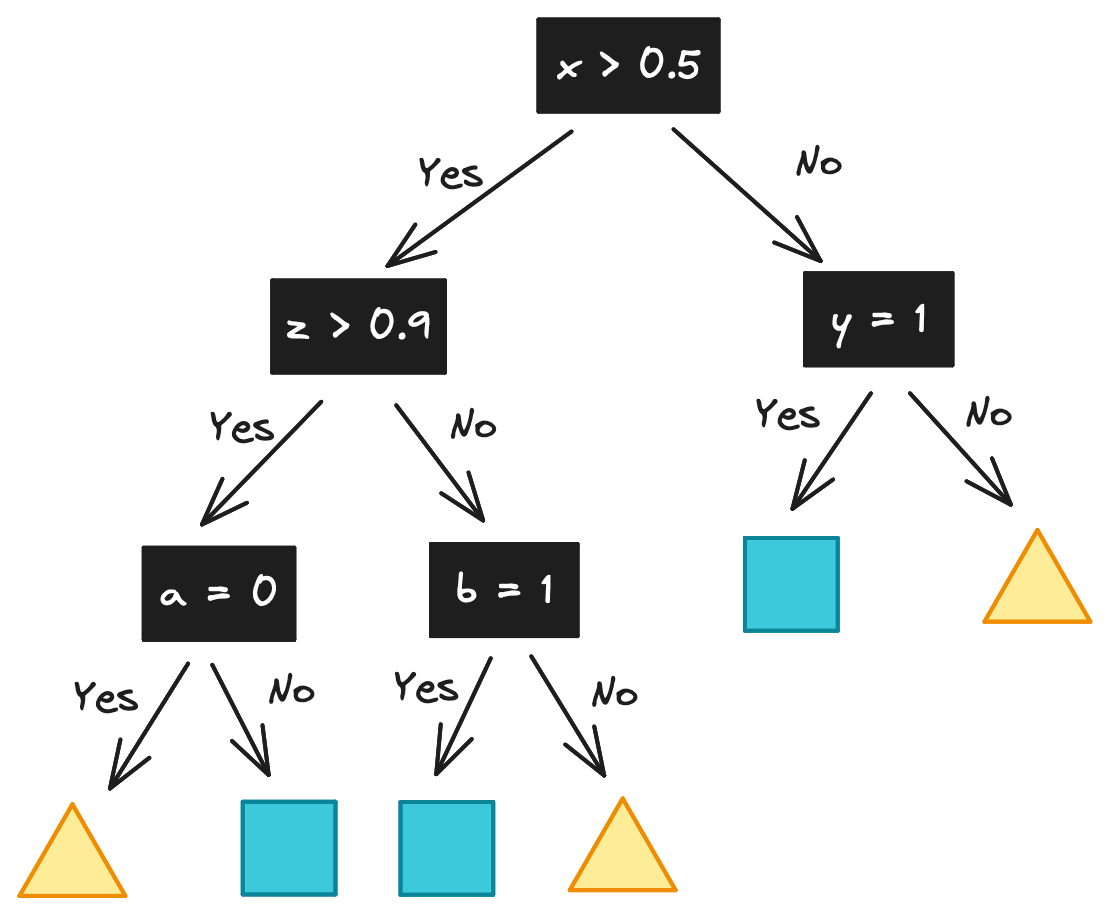 x > 0.5
Yes
No
z > 0.9
y = 1
Yes
No
Yes
No
a = 0
b = 1
Yes
No
Yes
No